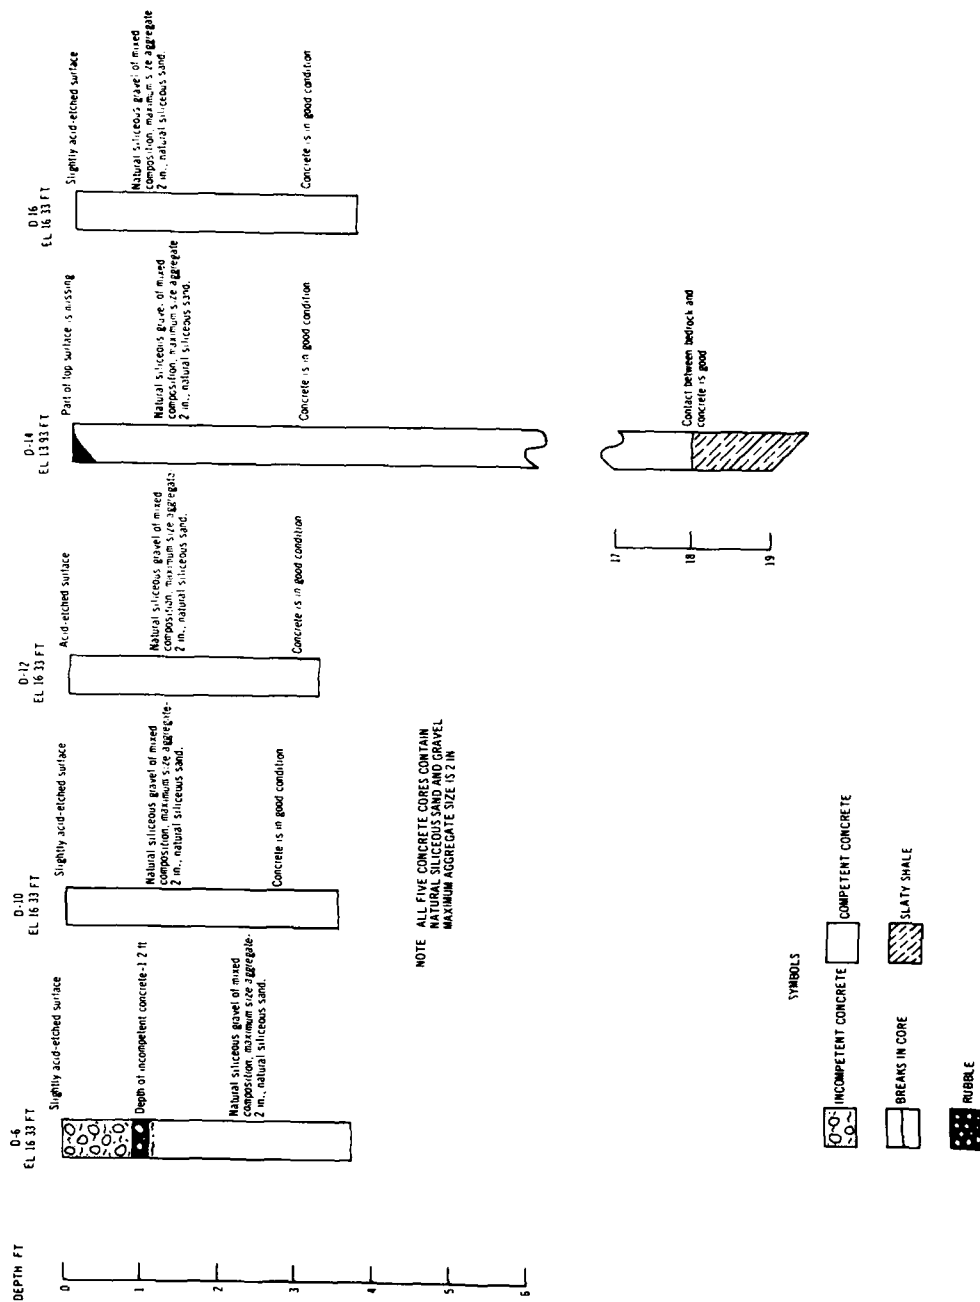 DEPTH FT
0
1
2
3
4
5
6
D-6
EL 16 33 FT
Slightly acid-etched surface
Depth of incompetent concrete-1 2 ft
Natural siliceous gravel of mixed
composition, maximum size aggregate-
2 in., natural siliceous sand.
D-10
EL 16 33 FT
Slightly acid-etched surface
Natural siliceous gravel of mixed
composition, maximum size aggregate-
2 in., natural siliceous sand.
Concrete is in good condition
D-12
EL 16 33 FT
Acid-etched surface
Natural siliceous gravel of mixed
composition, maximum size aggregate-
2 in., natural siliceous sand.
Concrete is in good condition
D-14
EL 13 93 FT
Part of top surface is missing
Natural siliceous gravel of mixed
composition, maximum size aggregate
2 in., natural siliceous sand.
Concrete is in good condition
17
18
19
Contact between bedrock and
concrete is good
D-16
EL 16 33 FT
Slightly acid-etched surface
Natural siliceous gravel of mixed
composition, maximum size aggregate
2 in., natural siliceous sand.
Concrete is in good condition
NOTE ALL FIVE CONCRETE CORES CONTAIN
NATURAL SILICEOUS SAND AND GRAVEL
MAXIMUM AGGREGATE SIZE IS 2 IN
SYMBOLS
INCOMPETENT CONCRETE
COMPETENT CONCRETE
BREAKS IN CORE
SLATY SHALE
RUBBLE